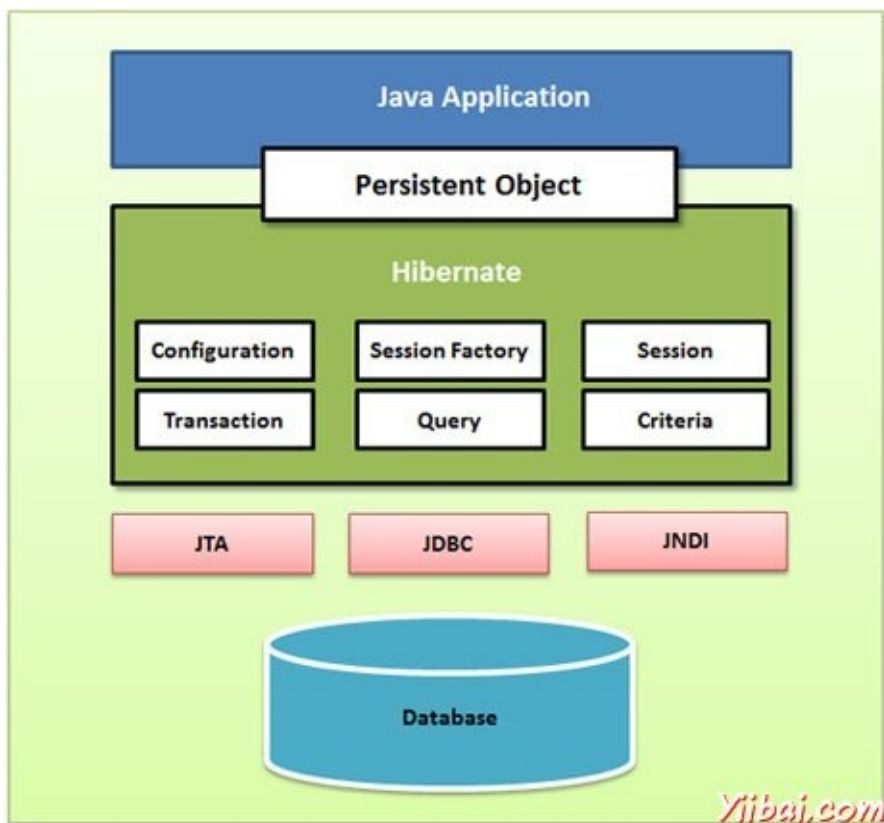 Java Application
Persistent Object
Hibernate
Configuration
Session Factory
Session
Transaction
Query
Criteria
JTA
JDBC
JNDI
Database
Yiibai.com